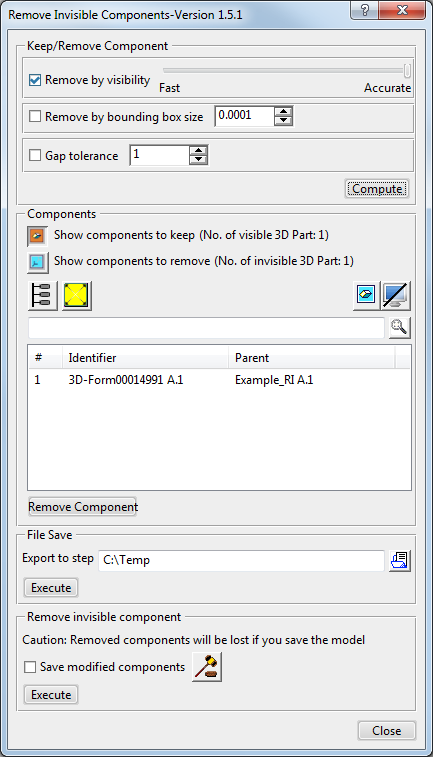 Remove Invisible Components-Version 1.5.1
Keep/Remove Component
Remove by visibility
Fast Accurate
Remove by bounding box size 0.0001
Gap tolerance 1
Compute
Components
Show components to keep (No. of visible 3D Part: 1)
Show components to remove (No. of invisible 3D Part: 1)
# Identifier Parent
1 3D-Form00014991 A.1 Example_RI A.1
Remove Component
File Save
Export to step C:\Temp
Execute
Remove invisible component
Caution: Removed components will be lost if you save the model
Save modified components
Execute
Close